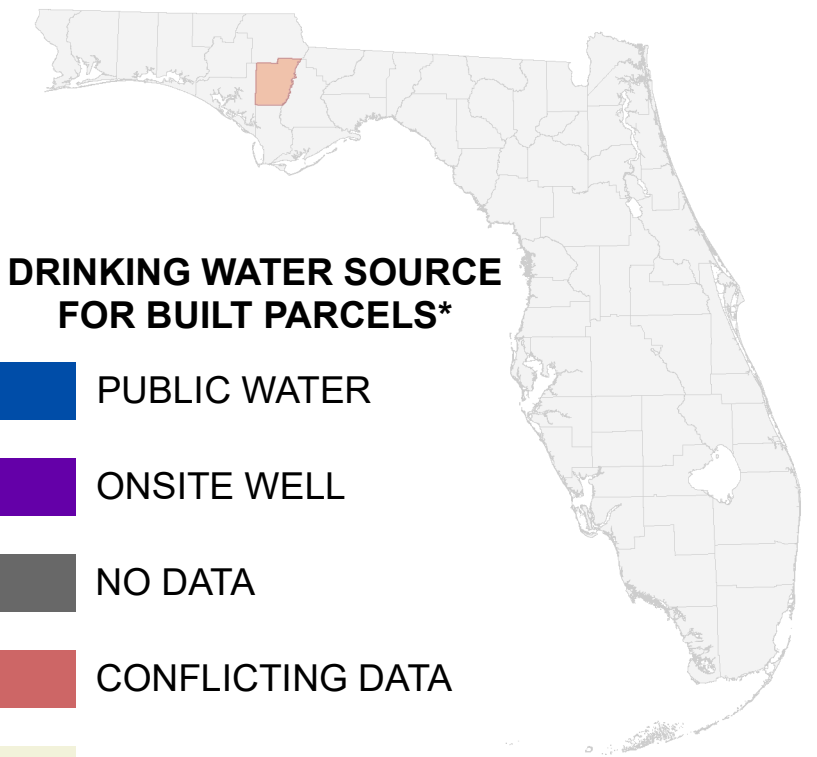 DRINKING WATER SOURCE
FOR BUILT PARCELS*
PUBLIC WATER
ONSITE WELL
NO DATA
CONFLICTING DATA